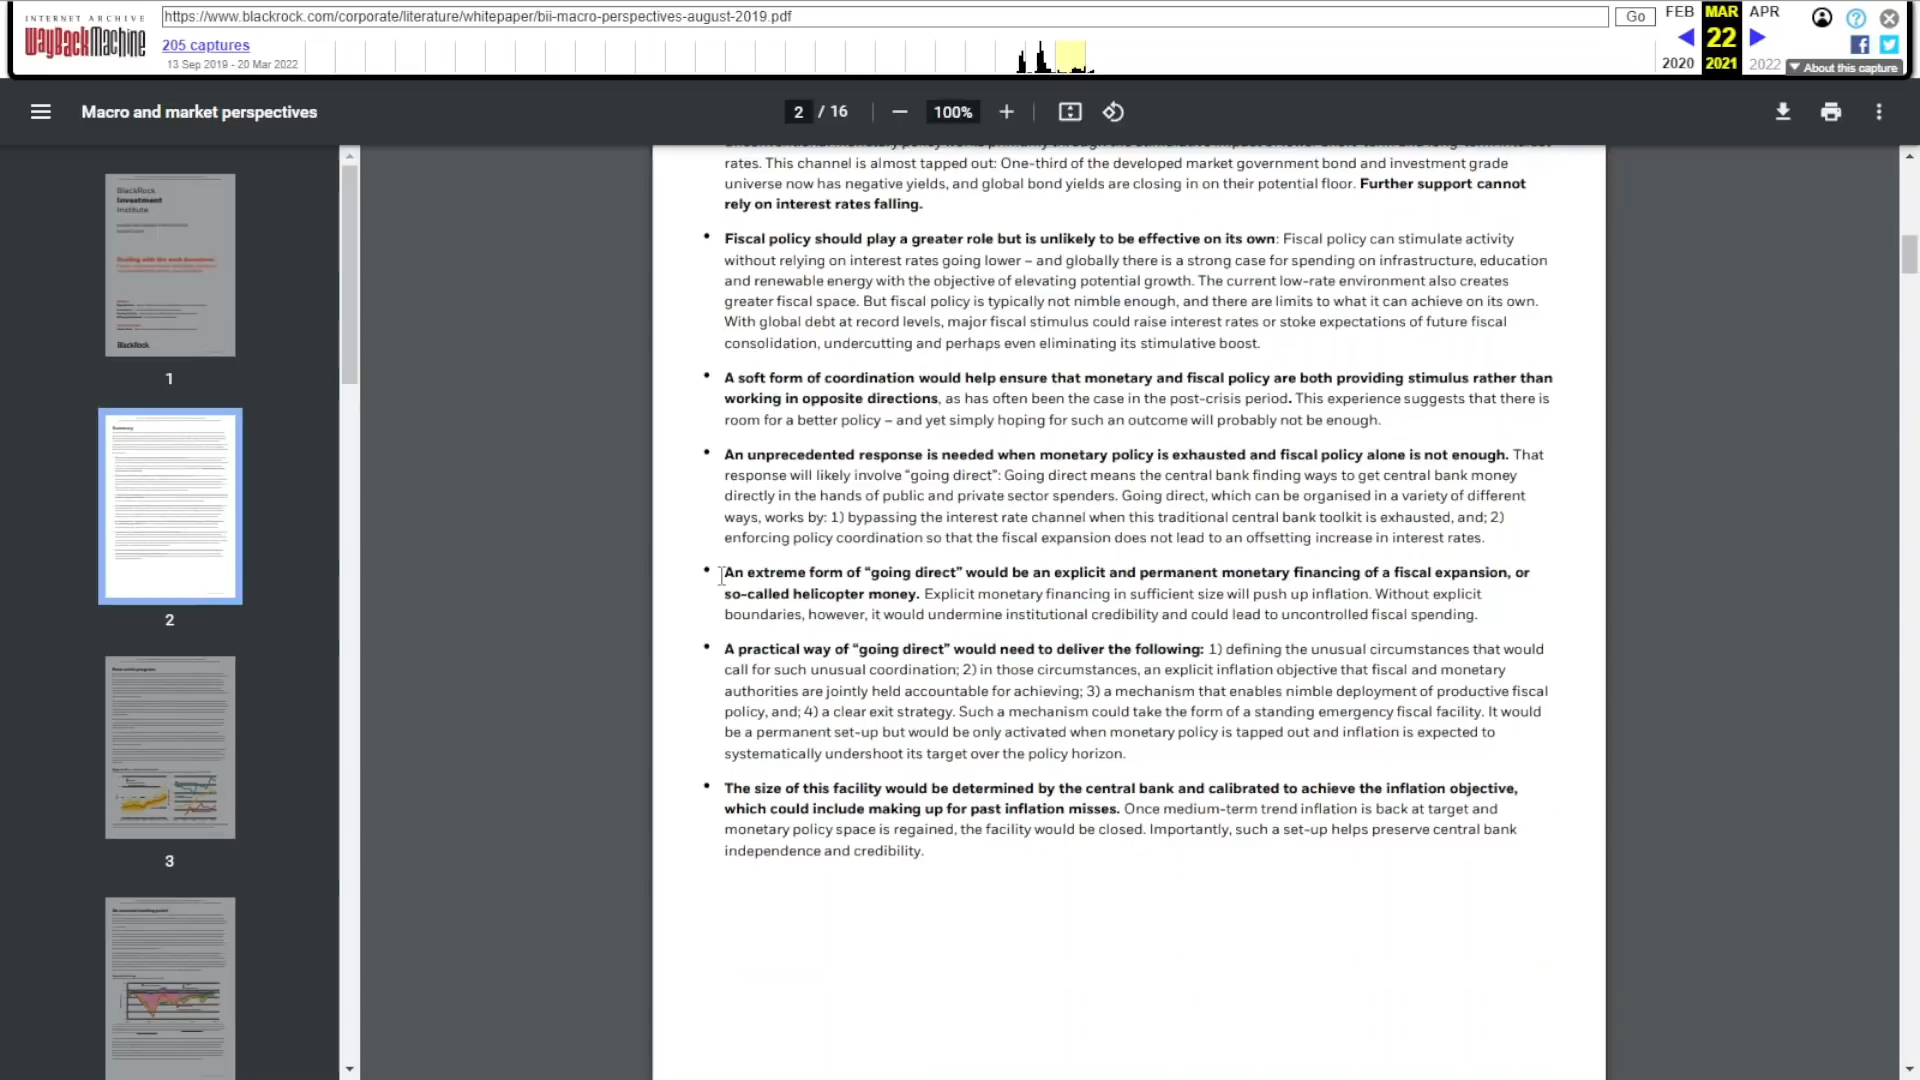 INTERNET ARCHIVE
WayBackMachine
https://www.blackrock.com/corporate/literature/whitepaper/bii-macro-perspectives-august-2019.pdf
Go
FEB MAR APR
205 captures
22
13 Sep 2019 - 20 Mar 2022
2020 2021 2022
▼ About this capture
Macro and market perspectives
2 / 16
100%
rates. This channel is almost tapped out: One-third of the developed market government bond and investment grade
universe now has negative yields, and global bond yields are closing in on their potential floor. Further support cannot
rely on interest rates falling.
• Fiscal policy should play a greater role but is unlikely to be effective on its own: Fiscal policy can stimulate activity
without relying on interest rates going lower – and globally there is a strong case for spending on infrastructure, education
and renewable energy with the objective of elevating potential growth. The current low-rate environment also creates
greater fiscal space. But fiscal policy is typically not nimble enough, and there are limits to what it can achieve on its own.
With global debt at record levels, major fiscal stimulus could raise interest rates or stoke expectations of future fiscal
consolidation, undercutting and perhaps even eliminating its stimulative boost.
• A soft form of coordination would help ensure that monetary and fiscal policy are both providing stimulus rather than
working in opposite directions, as has often been the case in the post-crisis period. This experience suggests that there is
room for a better policy – and yet simply hoping for such an outcome will probably not be enough.
• An unprecedented response is needed when monetary policy is exhausted and fiscal policy alone is not enough. That
response will likely involve “going direct”: Going direct means the central bank finding ways to get central bank money
directly in the hands of public and private sector spenders. Going direct, which can be organised in a variety of different
ways, works by: 1) bypassing the interest rate channel when this traditional central bank toolkit is exhausted, and; 2)
enforcing policy coordination so that the fiscal expansion does not lead to an offsetting increase in interest rates.
• An extreme form of “going direct” would be an explicit and permanent monetary financing of a fiscal expansion, or
so-called helicopter money. Explicit monetary financing in sufficient size will push up inflation. Without explicit
boundaries, however, it would undermine institutional credibility and could lead to uncontrolled fiscal spending.
• A practical way of “going direct” would need to deliver the following: 1) defining the unusual circumstances that would
call for such unusual coordination; 2) in those circumstances, an explicit inflation objective that fiscal and monetary
authorities are jointly held accountable for achieving; 3) a mechanism that enables nimble deployment of productive fiscal
policy, and; 4) a clear exit strategy. Such a mechanism could take the form of a standing emergency fiscal facility. It would
be a permanent set-up but would be only activated when monetary policy is tapped out and inflation is expected to
systematically undershoot its target over the policy horizon.
• The size of this facility would be determined by the central bank and calibrated to achieve the inflation objective,
which could include making up for past inflation misses. Once medium-term trend inflation is back at target and
monetary policy space is regained, the facility would be closed. Importantly, such a set-up helps preserve central bank
independence and credibility.
BlackRock
Investment
Institute
BlackRock
1
Summary
2
3